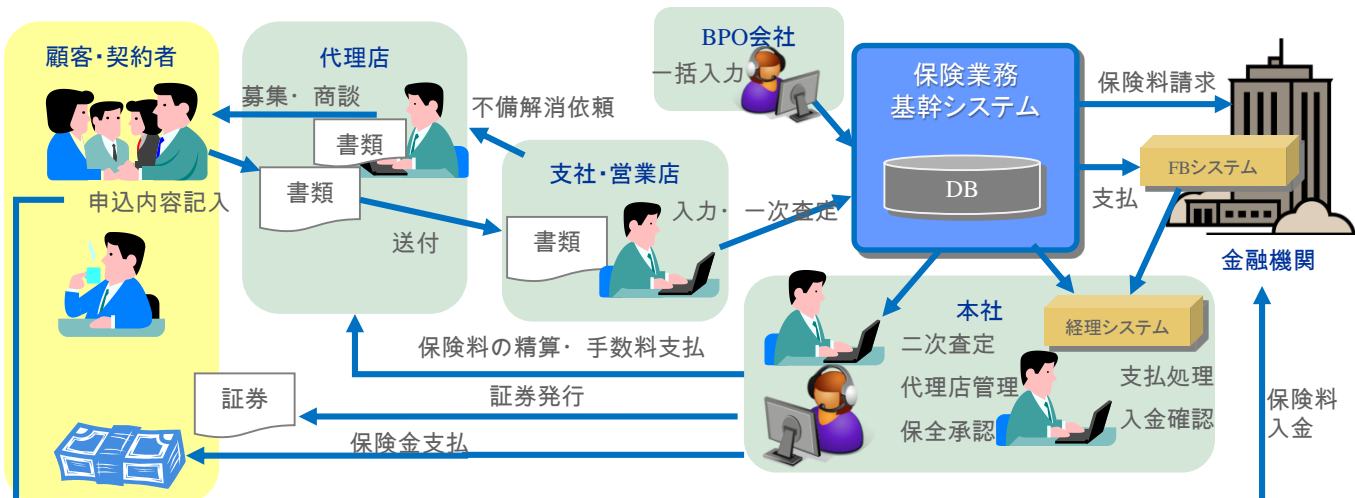 顧客・契約者
代理店
募集・商談
書類
書類
申込内容記入
送付
不備解消依頼
支社・営業店
書類
入力・一次査定
BPO会社
一括入力
保険業務
基幹システム
DB
保険料請求
支払
FBシステム
金融機関
本社
経理システム
二次査定
代理店管理
保全承認
支払処理
入金確認
保険料の精算・手数料支払
証券
証券発行
保険金支払
保険料
入金